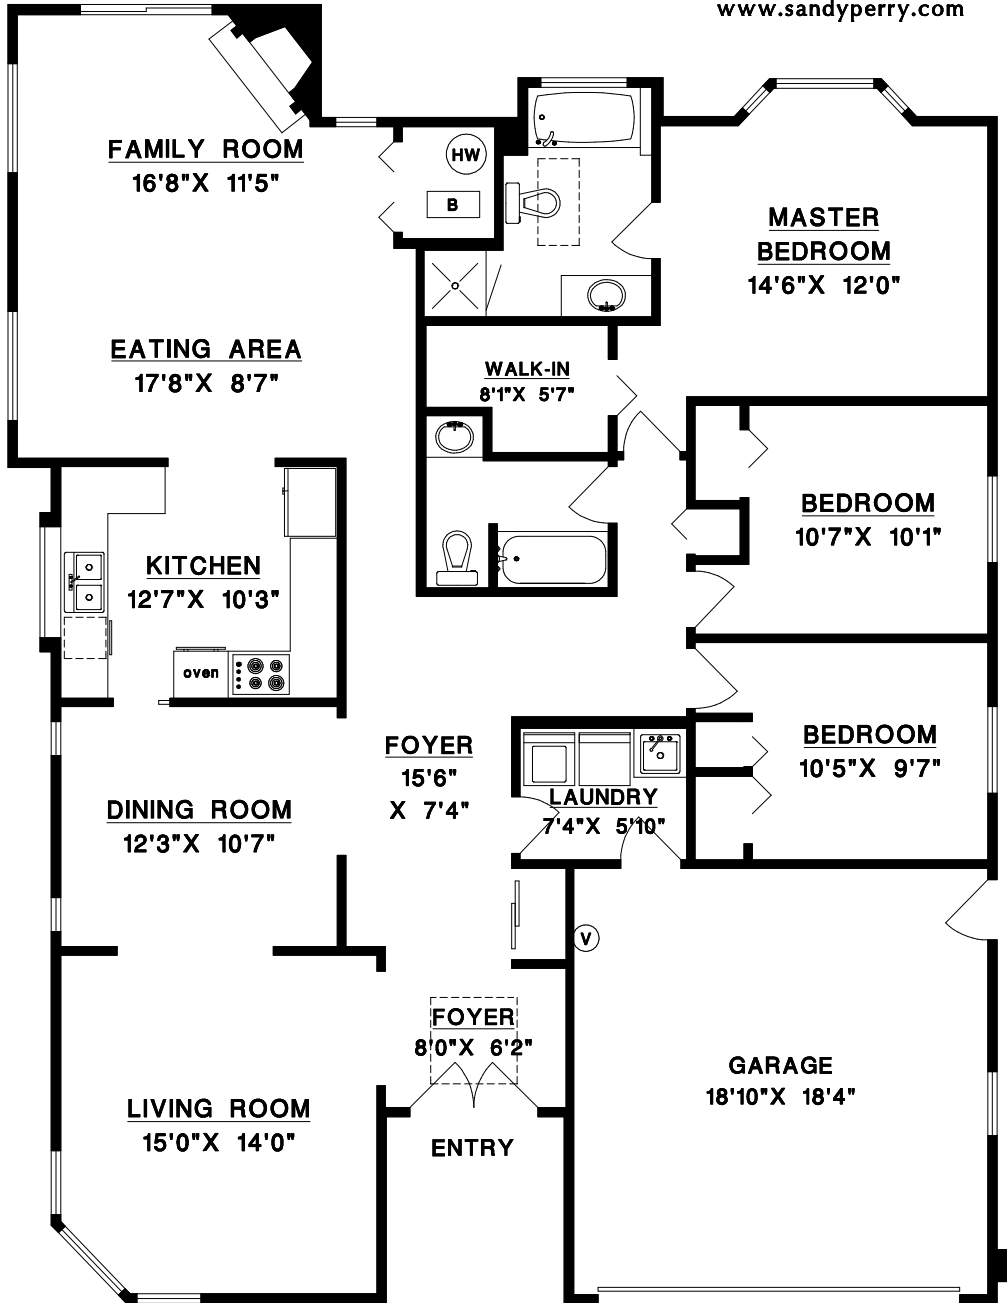 www.sandyperry.com
FAMILY ROOM
16'8"X 11'5"
HW
B
MASTER
BEDROOM
14'6"X 12'0"
EATING AREA
17'8"X 8'7"
WALK-IN
8'1"X 5'7"
BEDROOM
10'7"X 10'1"
KITCHEN
12'7"X 10'3"
oven
BEDROOM
10'5"X 9'7"
FOYER
15'6"
X 7'4"
LAUNDRY
7'4"X 5'10"
DINING ROOM
12'3"X 10'7"
V
FOYER
8'0"X 6'2"
GARAGE
18'10"X 18'4"
LIVING ROOM
15'0"X 14'0"
ENTRY